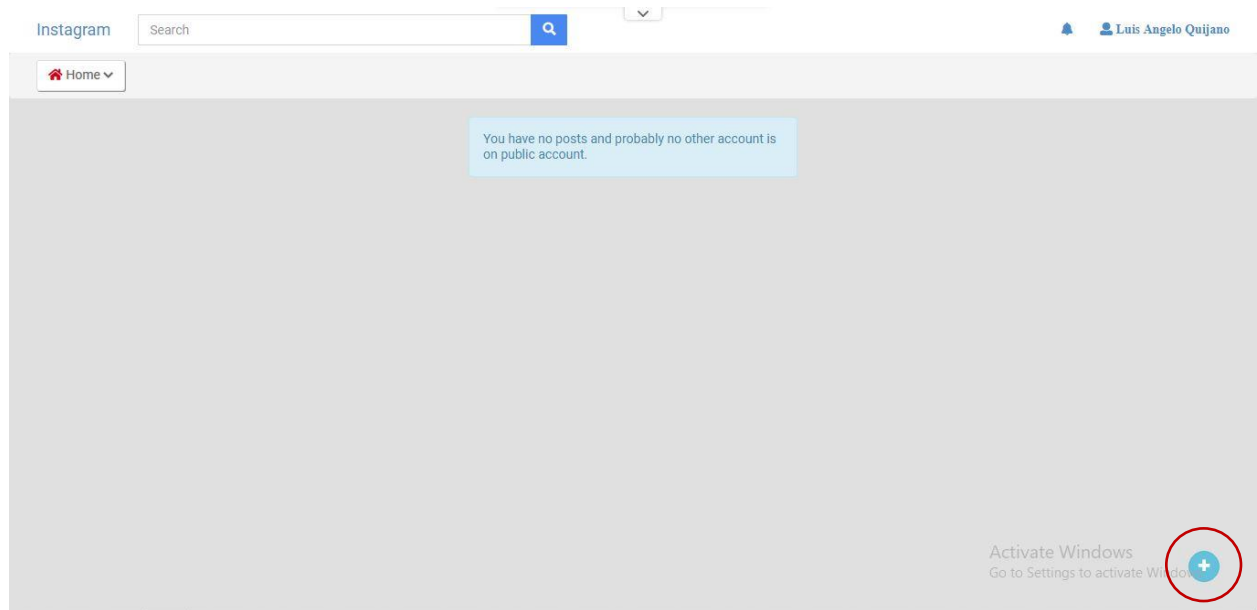 Instagram
Search
Luis Angelo Quijano
Home
You have no posts and probably no other account is
on public account.
Activate Windows
Go to Settings to activate